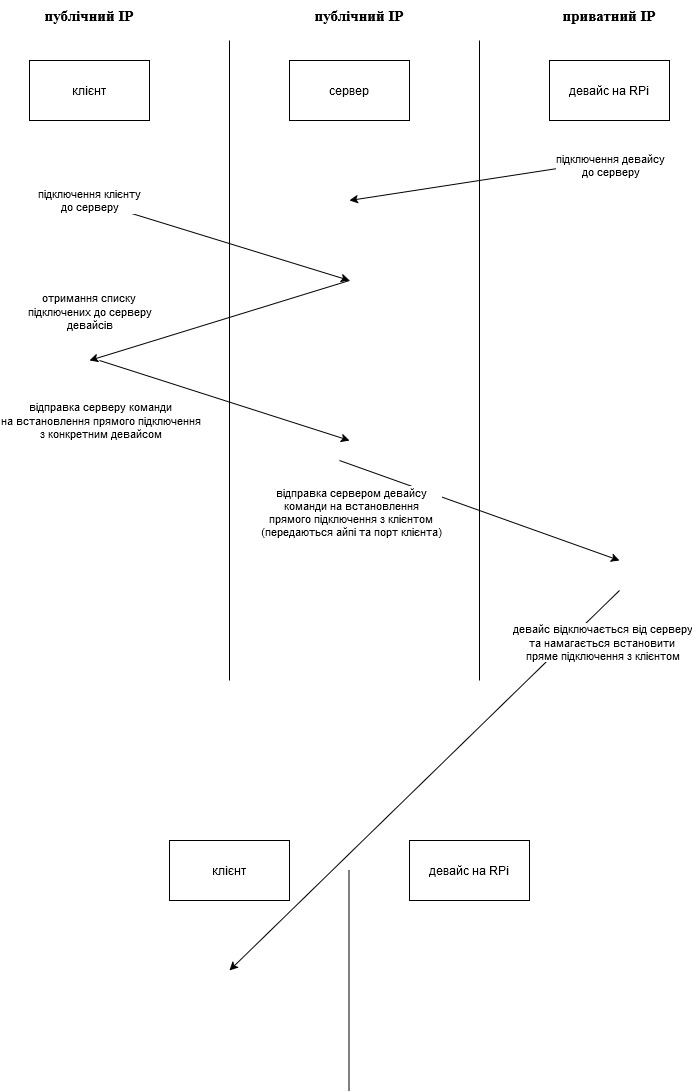 публічний IP
публічний IP
приватний IP
клієнт
сервер
девайс на RPi
підключення девайсу
до серверу
підключення клієнту
до серверу
отримання списку
підключених до серверу
девайсів
відправка серверу команди
на встановлення прямого підключення
з конкретним девайсом
відправка сервером девайсу
команди на встановлення
прямого підключення з клієнтом
(передаються айпі та порт клієнта)
девайс відключається від серверу
та намагається встановити
пряме підключення з клієнтом
клієнт
девайс на RPi